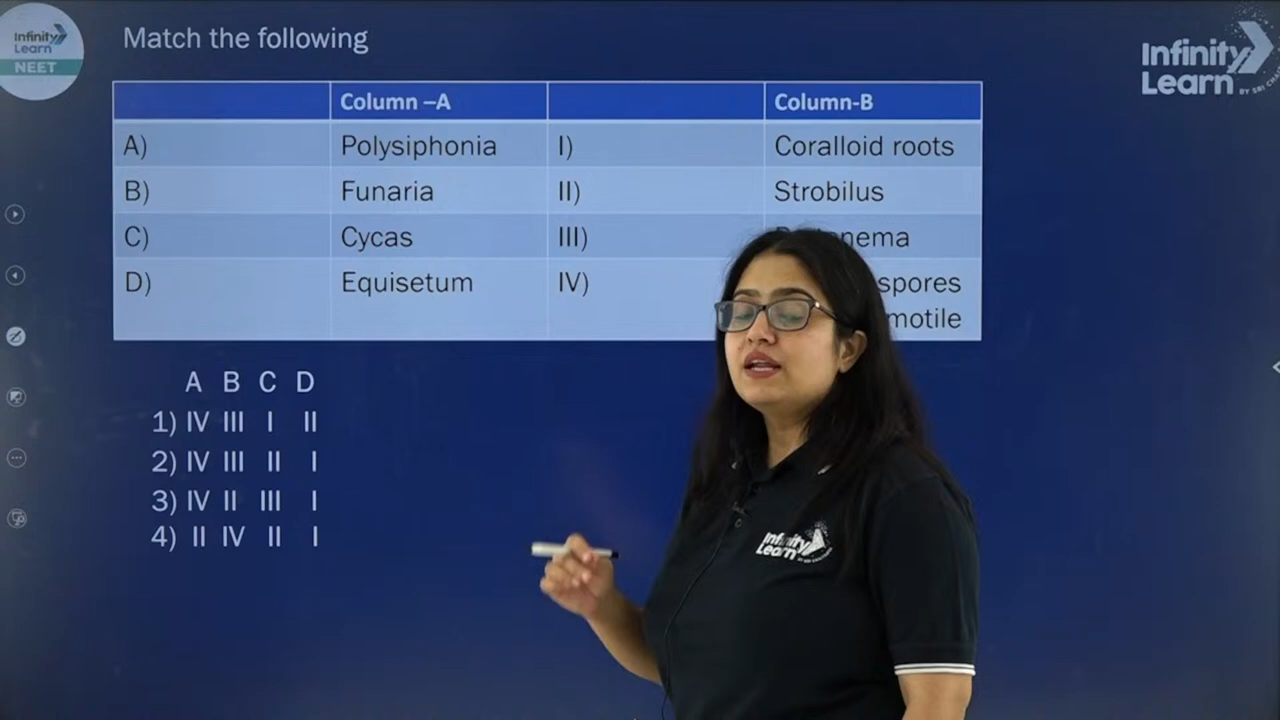 Infinity
Learn
NEET
Match the following
Infinity
Learn
BY SRI
Column –A Column-B
A) Polysiphonia I) Coralloid roots
B) Funaria II) Strobilus
C) Cycas III)
D) Equisetum IV) spores
motile
A B C D
1) IV III I II
2) IV III II I
3) IV II III I
4) II IV II I
Infinity
Learn